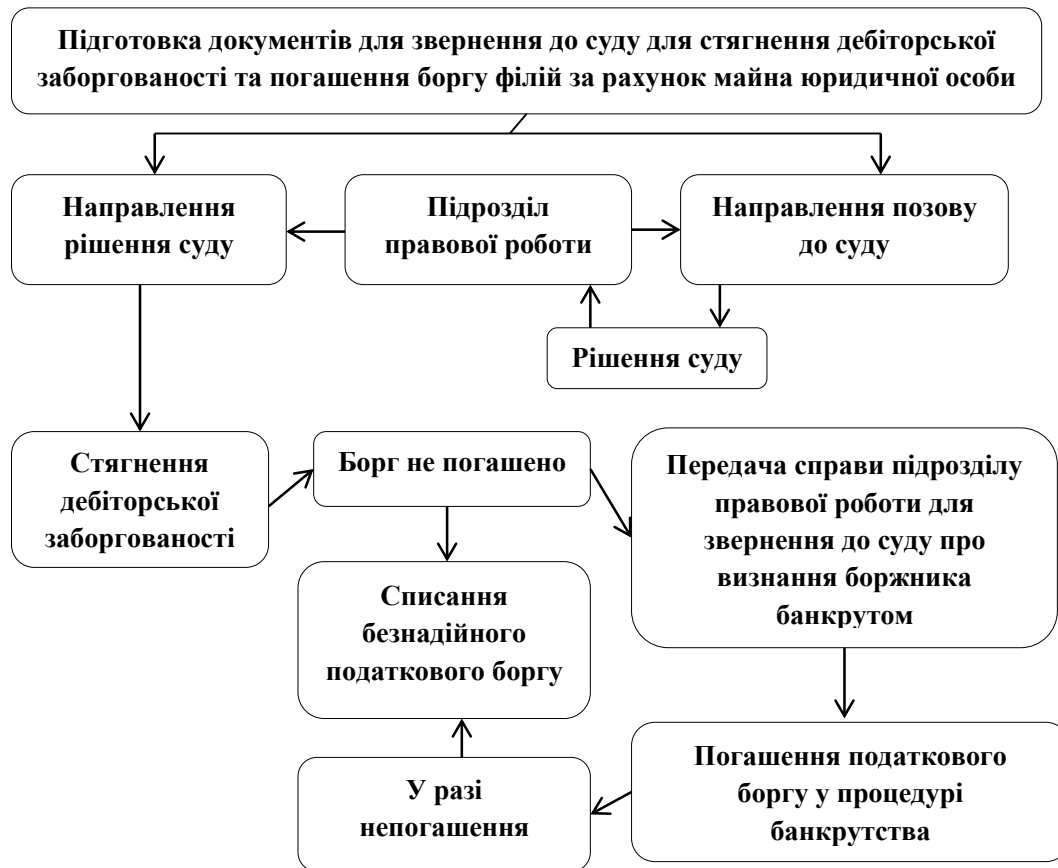 Підготовка документів для звернення до суду для стягнення дебіторської
заборгованості та погашення боргу філій за рахунок майна юридичної особи
Направлення
рішення суду
Підрозділ
правової роботи
Направлення позову
до суду
Рішення суду
Стягнення
дебіторської
заборгованості
Борг не погашено
Передача справи підрозділу
правової роботи для
звернення до суду про
визнання боржника
банкрутом
Списання
безнадійного
податкового боргу
У разі
непогашення
Погашення податкового
боргу у процедурі
банкрутства